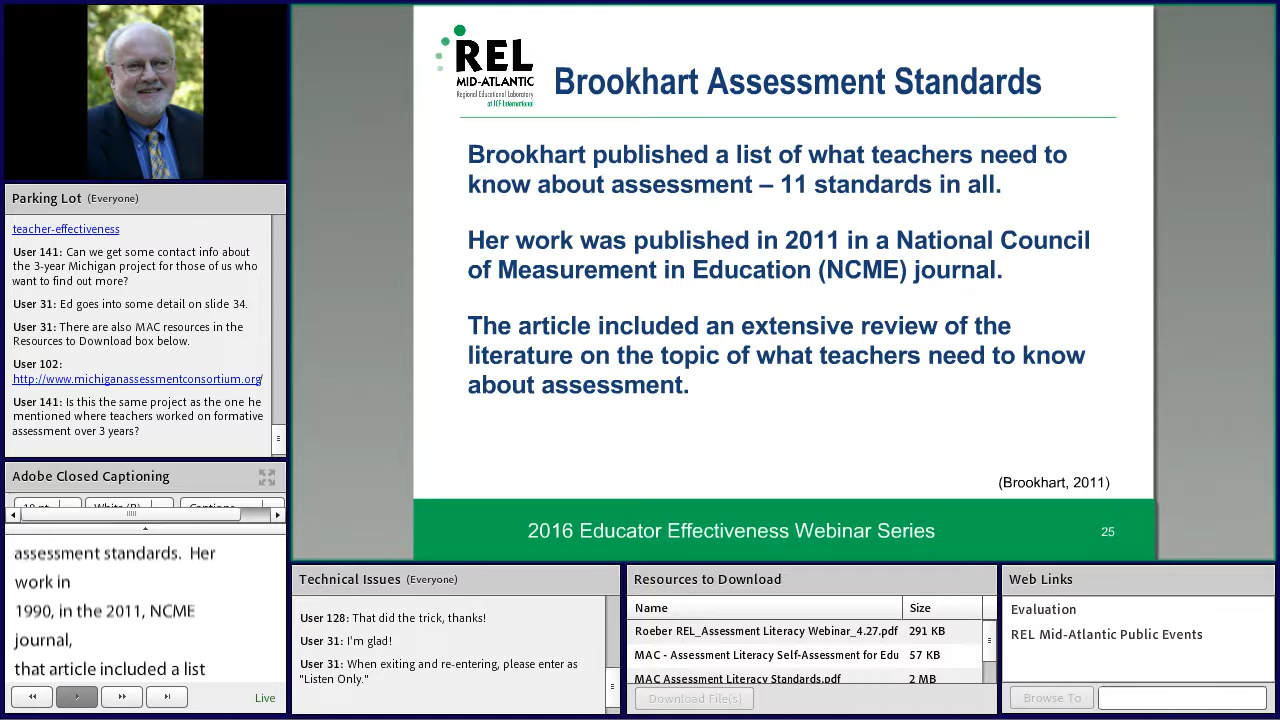 REL
MID-ATLANTIC
Regional Educational Laboratory
at ICF International
Brookhart Assessment Standards
Brookhart published a list of what teachers need to
know about assessment – 11 standards in all.
Her work was published in 2011 in a National Council
of Measurement in Education (NCME) journal.
The article included an extensive review of the
literature on the topic of what teachers need to know
about assessment.
(Brookhart, 2011)
2016 Educator Effectiveness Webinar Series
25
Parking Lot (Everyone)
teacher-effectiveness
User 141: Can we get some contact info about
the 3-year Michigan project for those of us who
want to find out more?
User 31: Ed goes into some detail on slide 34.
User 31: There are also MAC resources in the
Resources to Download box below.
User 102:
http://www.michiganassessmentconsortium.org/
User 141: Is this the same project as the one he
mentioned where teachers worked on formative
assessment over 3 years?
Adobe Closed Captioning
assessment standards. Her
work in
1990, in the 2011, NCME
journal,
that article included a list
Live
Technical Issues (Everyone)
User 128: That did the trick, thanks!
User 31: I'm glad!
User 31: When exiting and re-entering, please enter as
"Listen Only."
Resources to Download
Name Size
Roeber REL_Assessment Literacy Webinar_4.27.pdf 291 KB
MAC - Assessment Literacy Self-Assessment for Edu 57 KB
MAC Assessment Literacy Standards.pdf 2 MB
Download File(s)
Web Links
Evaluation
REL Mid-Atlantic Public Events
Browse To